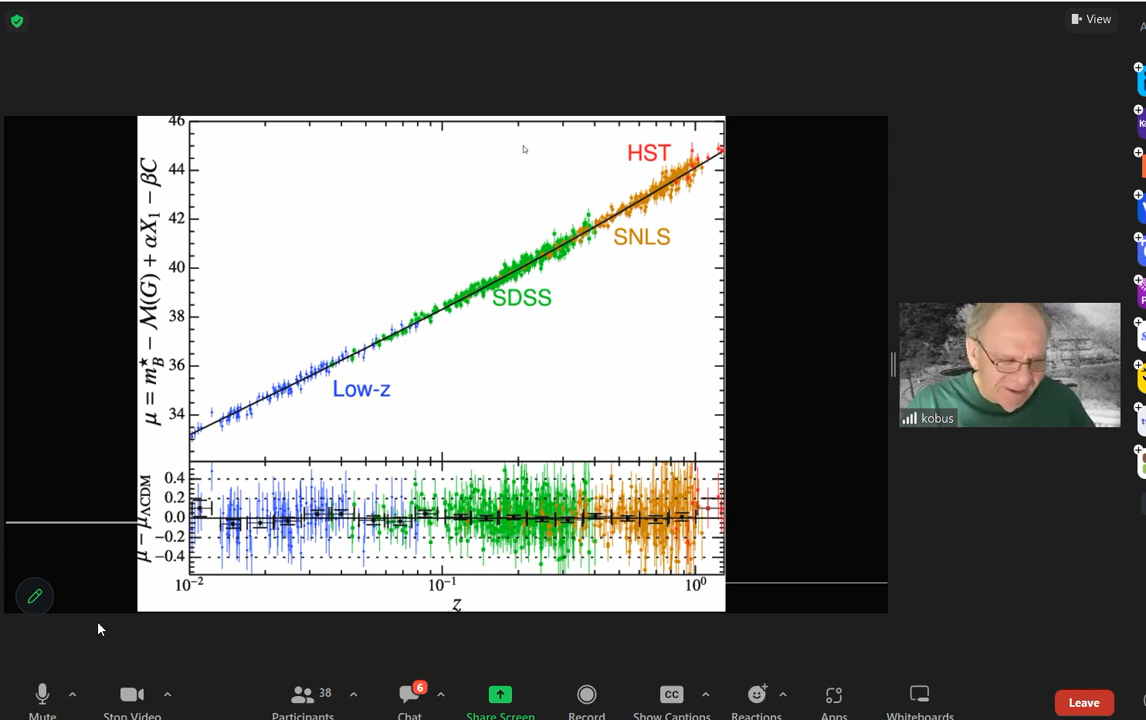 View
46
HST
44
42
SNLS
40
SDSS
38
36
Low-z
34
μ = m*B − M(G) + αX₁ − βC
kobus
0.4
0.2
0.0
−0.2
−0.4
μ − μΛCDM
10⁻²
10⁻¹
10⁰
z
Mute
Stop Video
38
Participants
6
Chat
Share Screen
Record
CC
Show Captions
Reactions
Apps
Whiteboards
Leave